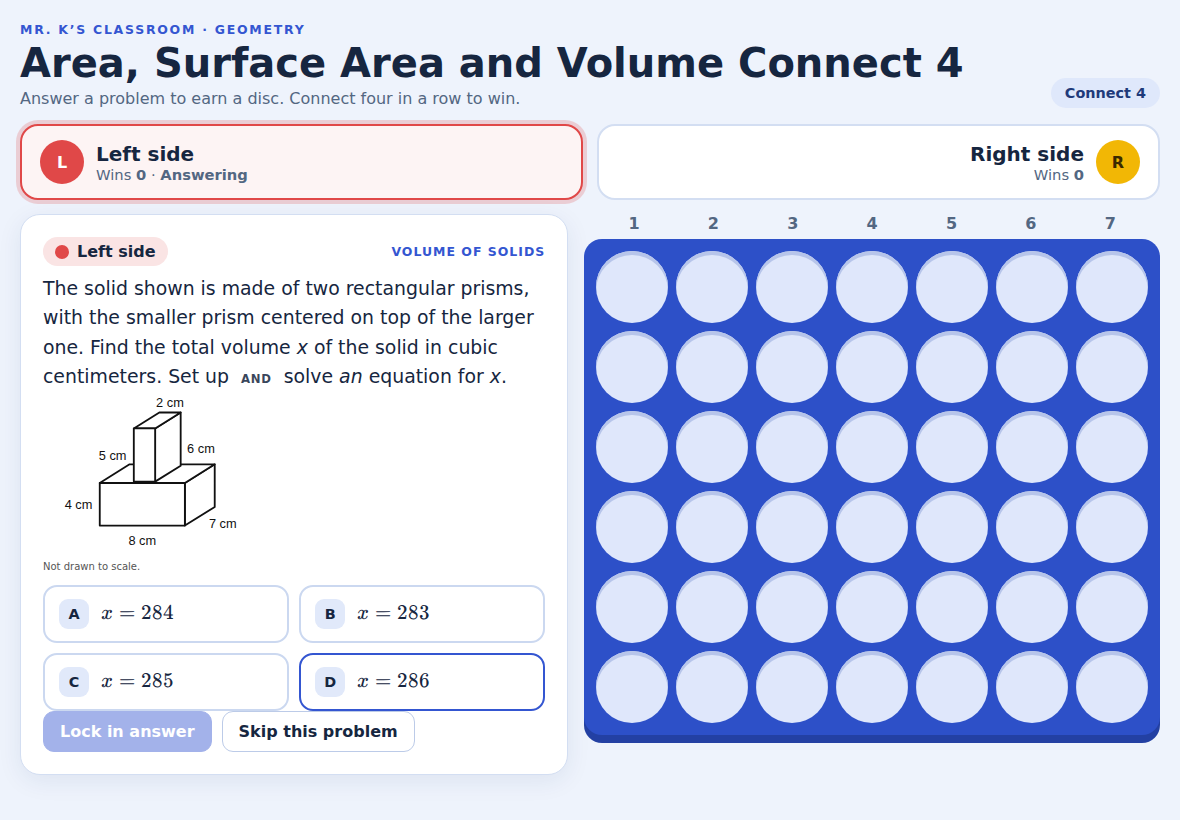 MR. K’S CLASSROOM · GEOMETRY
Area, Surface Area and Volume Connect 4
Answer a problem to earn a disc. Connect four in a row to win.
Connect 4
L
Left side
Wins 0 · Answering
Right side
Wins 0
R
Left side
VOLUME OF SOLIDS
The solid shown is made of two rectangular prisms,
with the smaller prism centered on top of the larger
one. Find the total volume x of the solid in cubic
centimeters. Set up AND solve an equation for x.
2 cm
5 cm
6 cm
4 cm
7 cm
8 cm
Not drawn to scale.
A x = 284
B x = 283
C x = 285
D x = 286
Lock in answer
Skip this problem
1 2 3 4 5 6 7